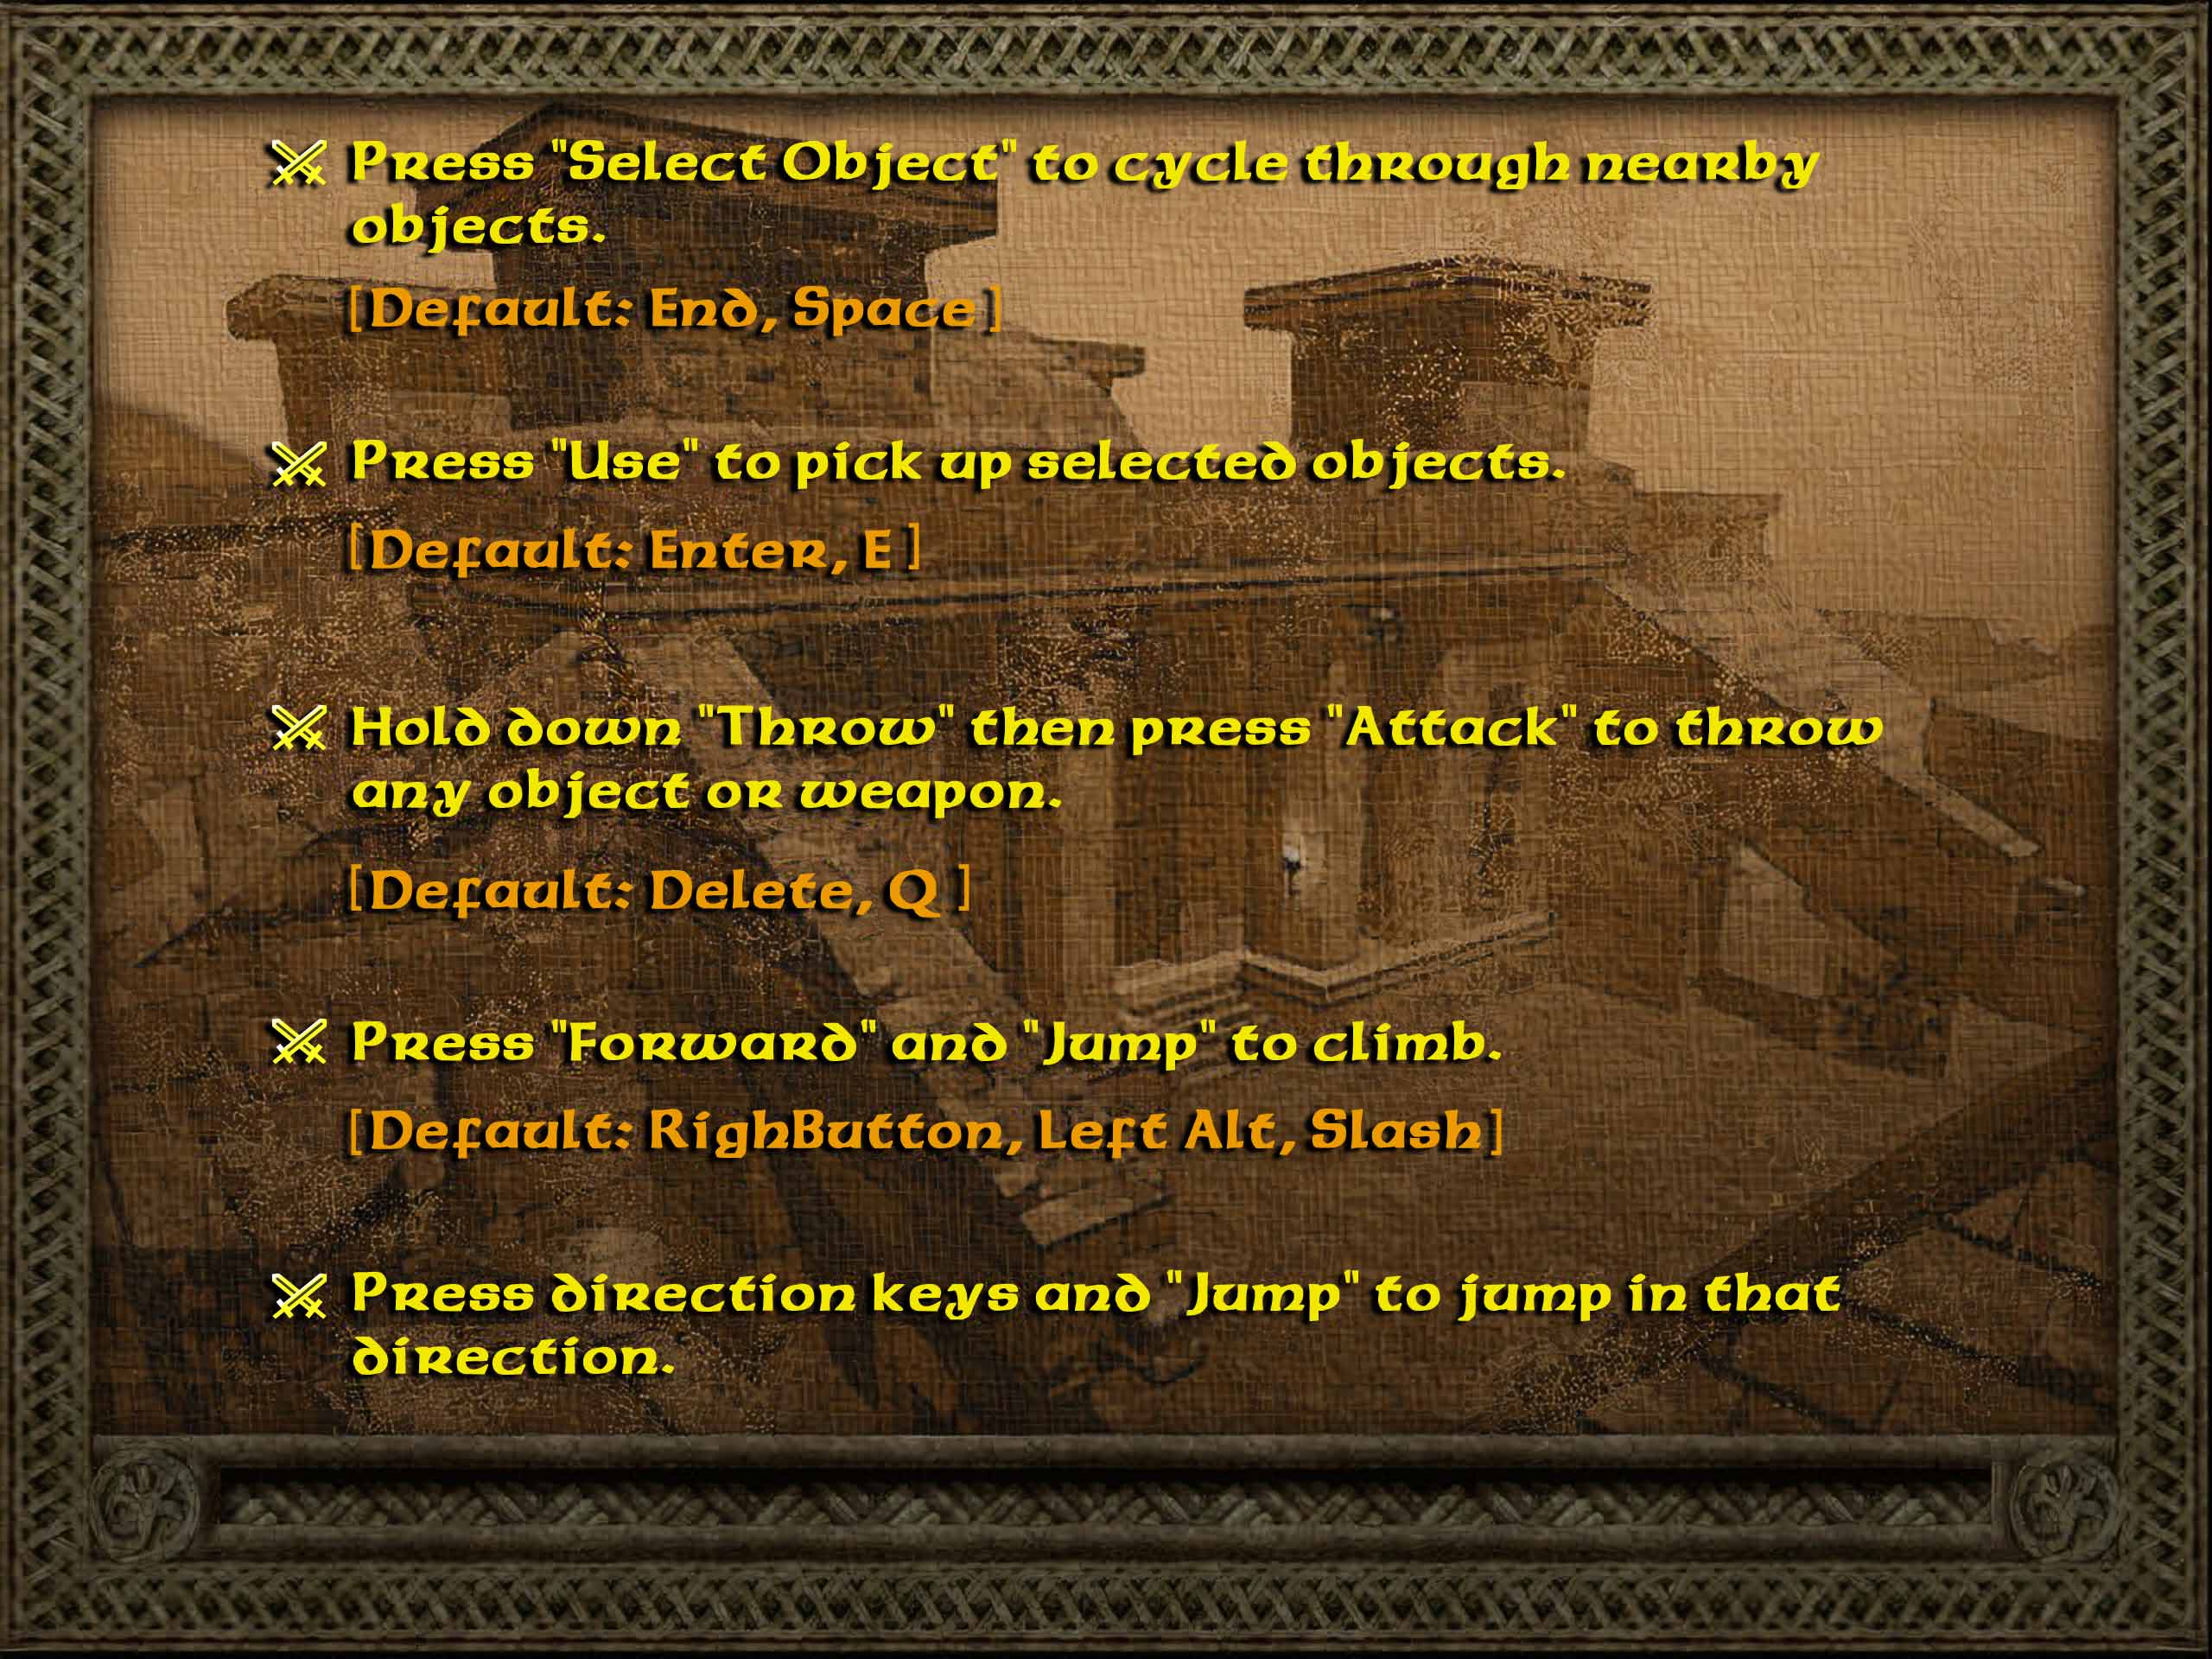 Press "Select Object" to cycle through nearby
objects.
[Default: End, Space]
Press "Use" to pick up selected objects.
[Default: Enter, E ]
Hold down "Throw" then press "Attack" to throw
any object or weapon.
[Default: Delete, Q ]
Press "Forward" and "Jump" to climb.
[Default: RighButton, Left Alt, Slash]
Press direction keys and "Jump" to jump in that
direction.